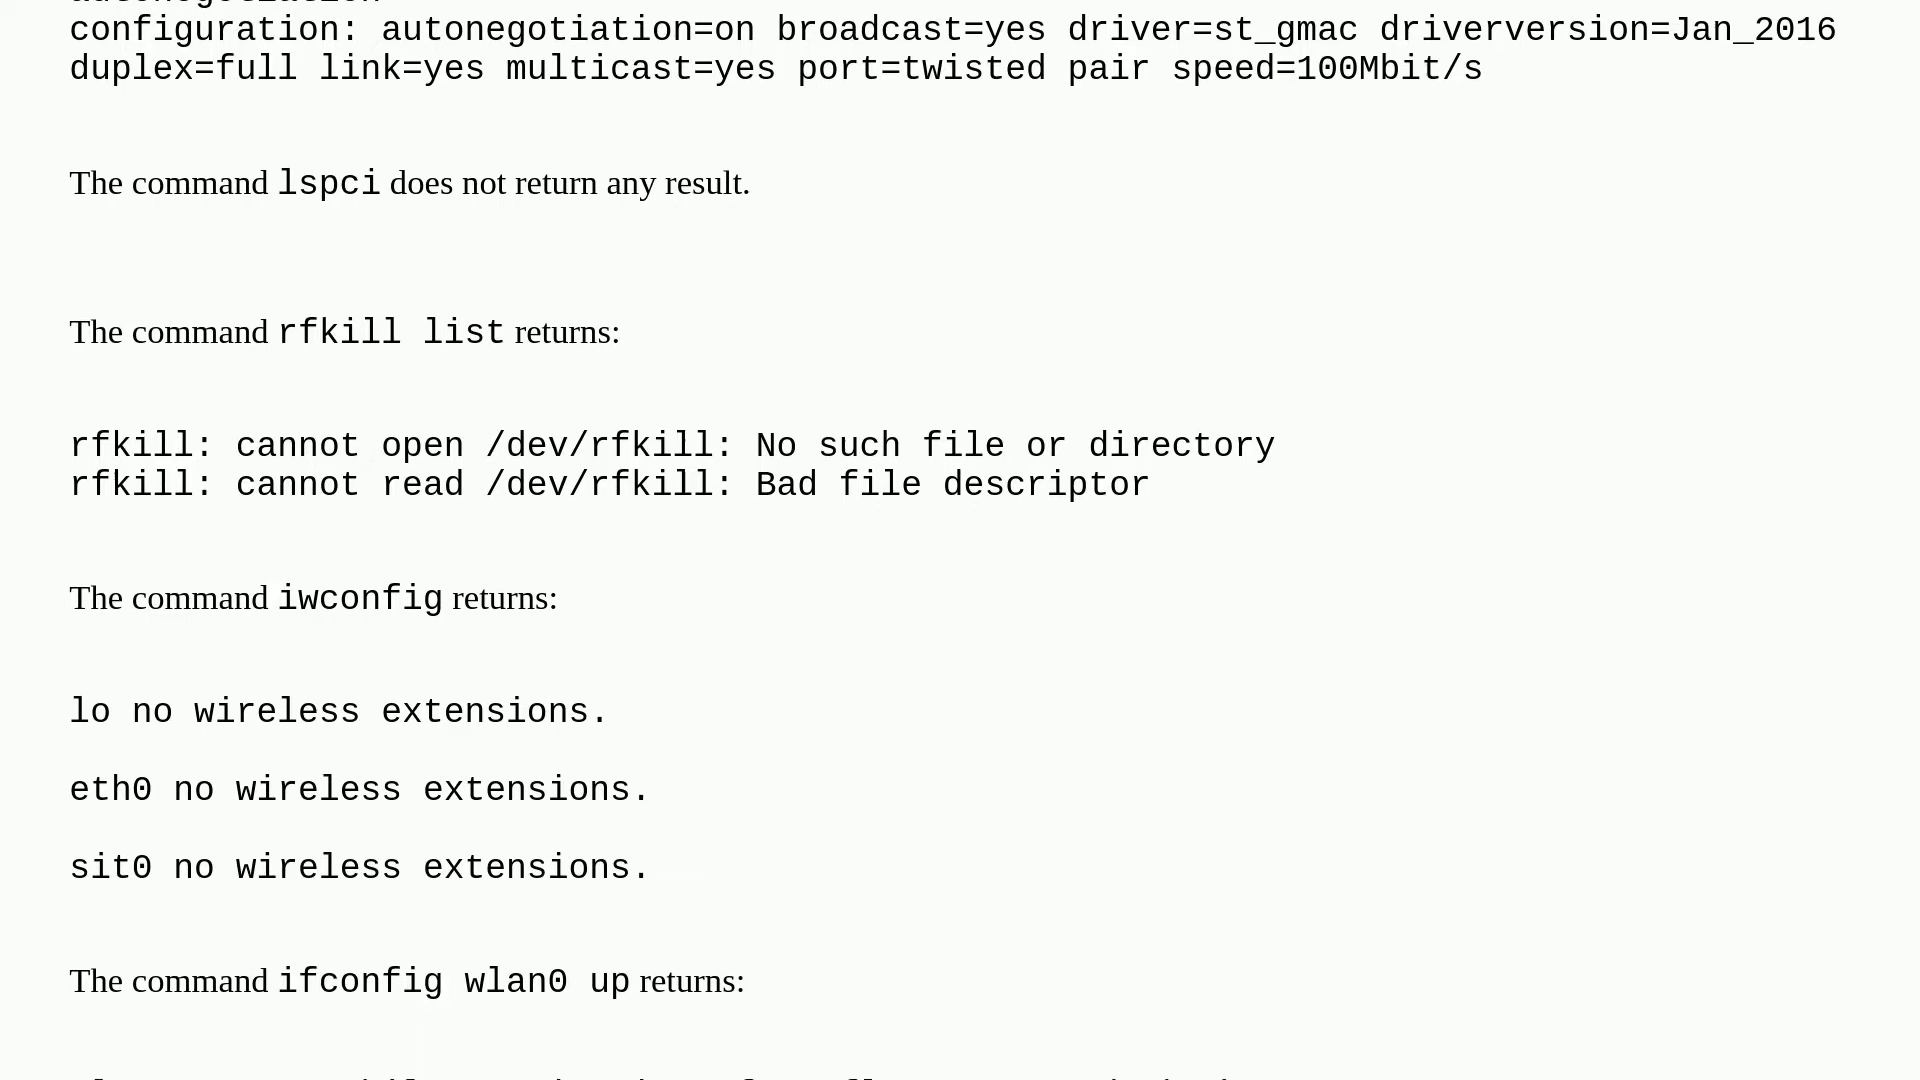 configuration: autonegotiation=on broadcast=yes driver=st_gmac driverversion=Jan_2016
duplex=full link=yes multicast=yes port=twisted pair speed=100Mbit/s
The command lspci does not return any result.
The command rfkill list returns:
rfkill: cannot open /dev/rfkill: No such file or directory
rfkill: cannot read /dev/rfkill: Bad file descriptor
The command iwconfig returns:
lo no wireless extensions.
eth0 no wireless extensions.
sit0 no wireless extensions.
The command ifconfig wlan0 up returns: